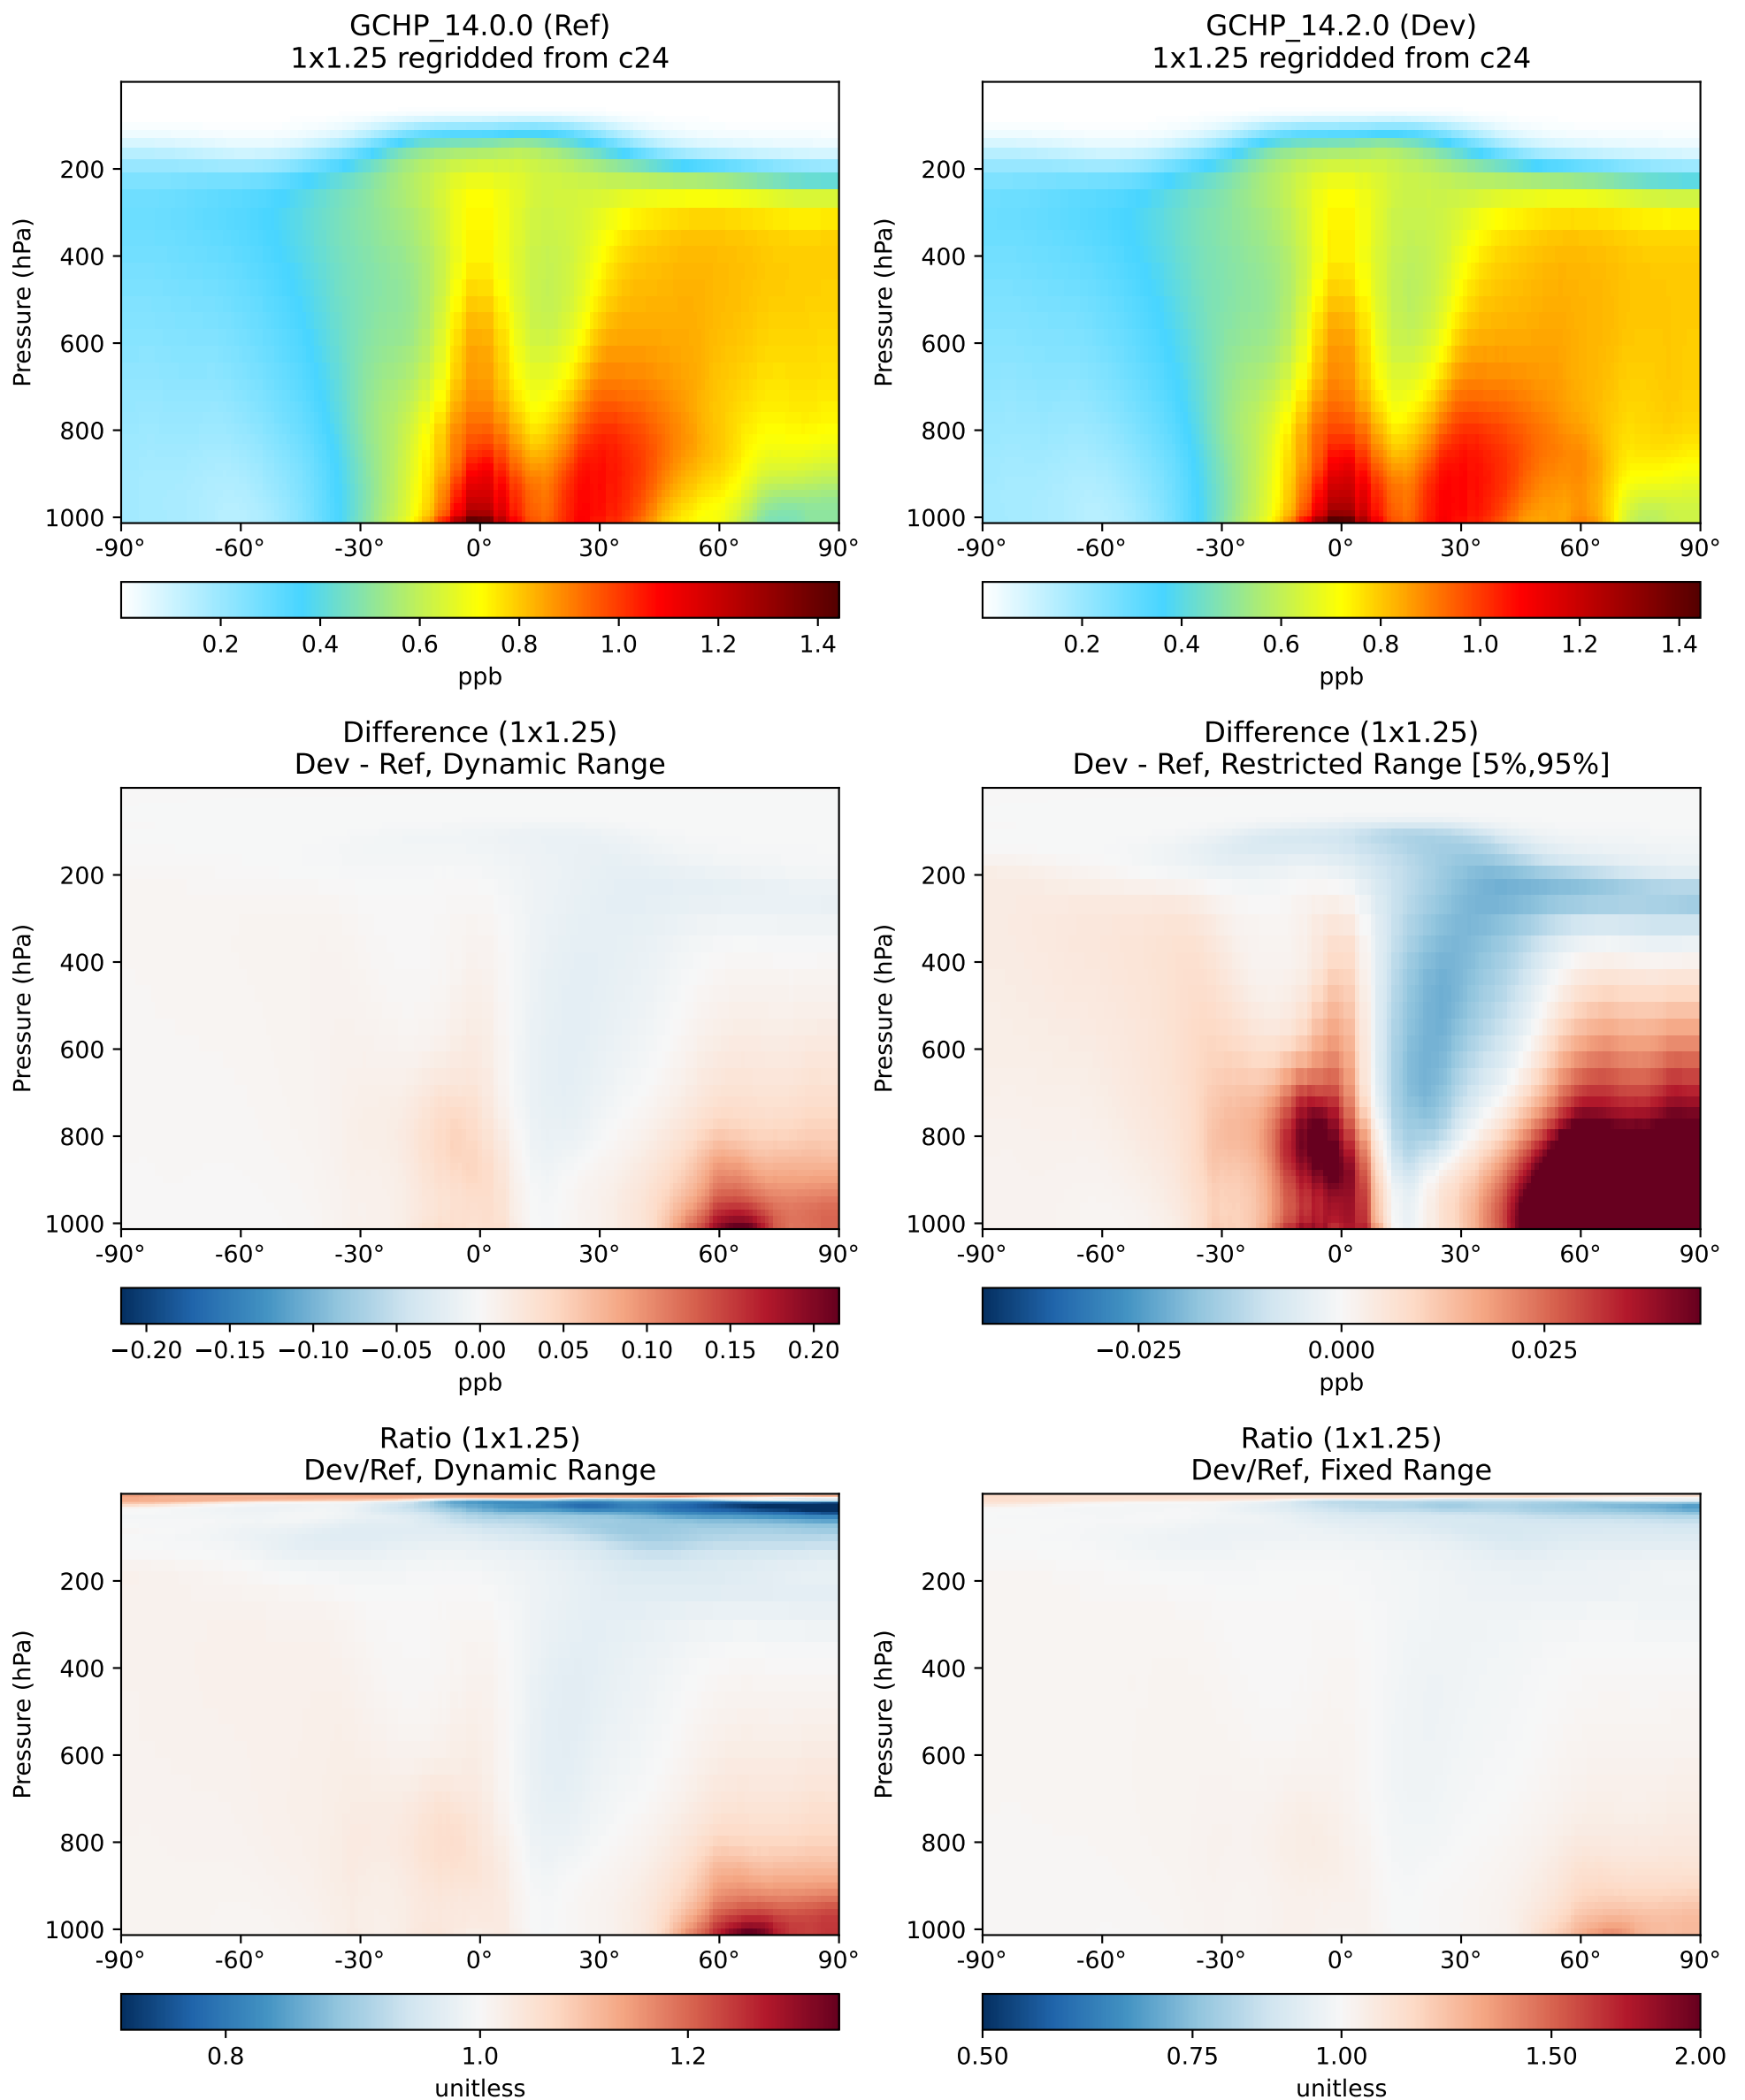 GCHP_14.0.0 (Ref)
1x1.25 regridded from c24
Pressure (hPa)
200
400
600
800
1000
-90° -60° -30° 0° 30° 60° 90°
0.2 0.4 0.6 0.8 1.0 1.2 1.4
ppb
GCHP_14.2.0 (Dev)
1x1.25 regridded from c24
Pressure (hPa)
200
400
600
800
1000
-90° -60° -30° 0° 30° 60° 90°
0.2 0.4 0.6 0.8 1.0 1.2 1.4
ppb
Difference (1x1.25)
Dev - Ref, Dynamic Range
Pressure (hPa)
200
400
600
800
1000
-90° -60° -30° 0° 30° 60° 90°
−0.20 −0.15 −0.10 −0.05 0.00 0.05 0.10 0.15 0.20
ppb
Difference (1x1.25)
Dev - Ref, Restricted Range [5%,95%]
Pressure (hPa)
200
400
600
800
1000
-90° -60° -30° 0° 30° 60° 90°
−0.025 0.000 0.025
ppb
Ratio (1x1.25)
Dev/Ref, Dynamic Range
Pressure (hPa)
200
400
600
800
1000
-90° -60° -30° 0° 30° 60° 90°
0.8 1.0 1.2
unitless
Ratio (1x1.25)
Dev/Ref, Fixed Range
Pressure (hPa)
200
400
600
800
1000
-90° -60° -30° 0° 30° 60° 90°
0.50 0.75 1.00 1.50 2.00
unitless